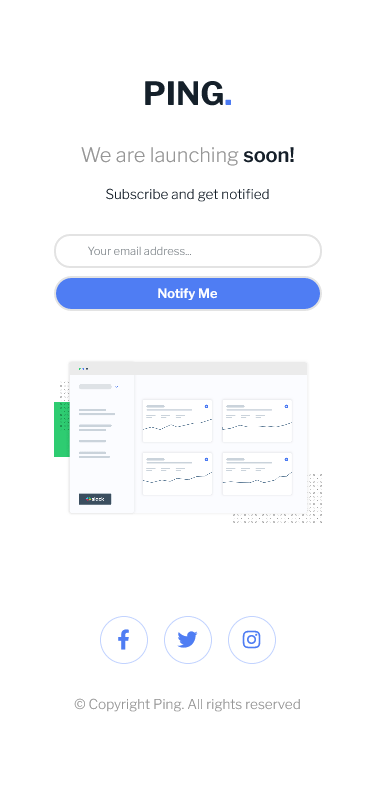 PING.
We are launching soon!
Subscribe and get notified
Your email address...
Notify Me
slack
© Copyright Ping. All rights reserved